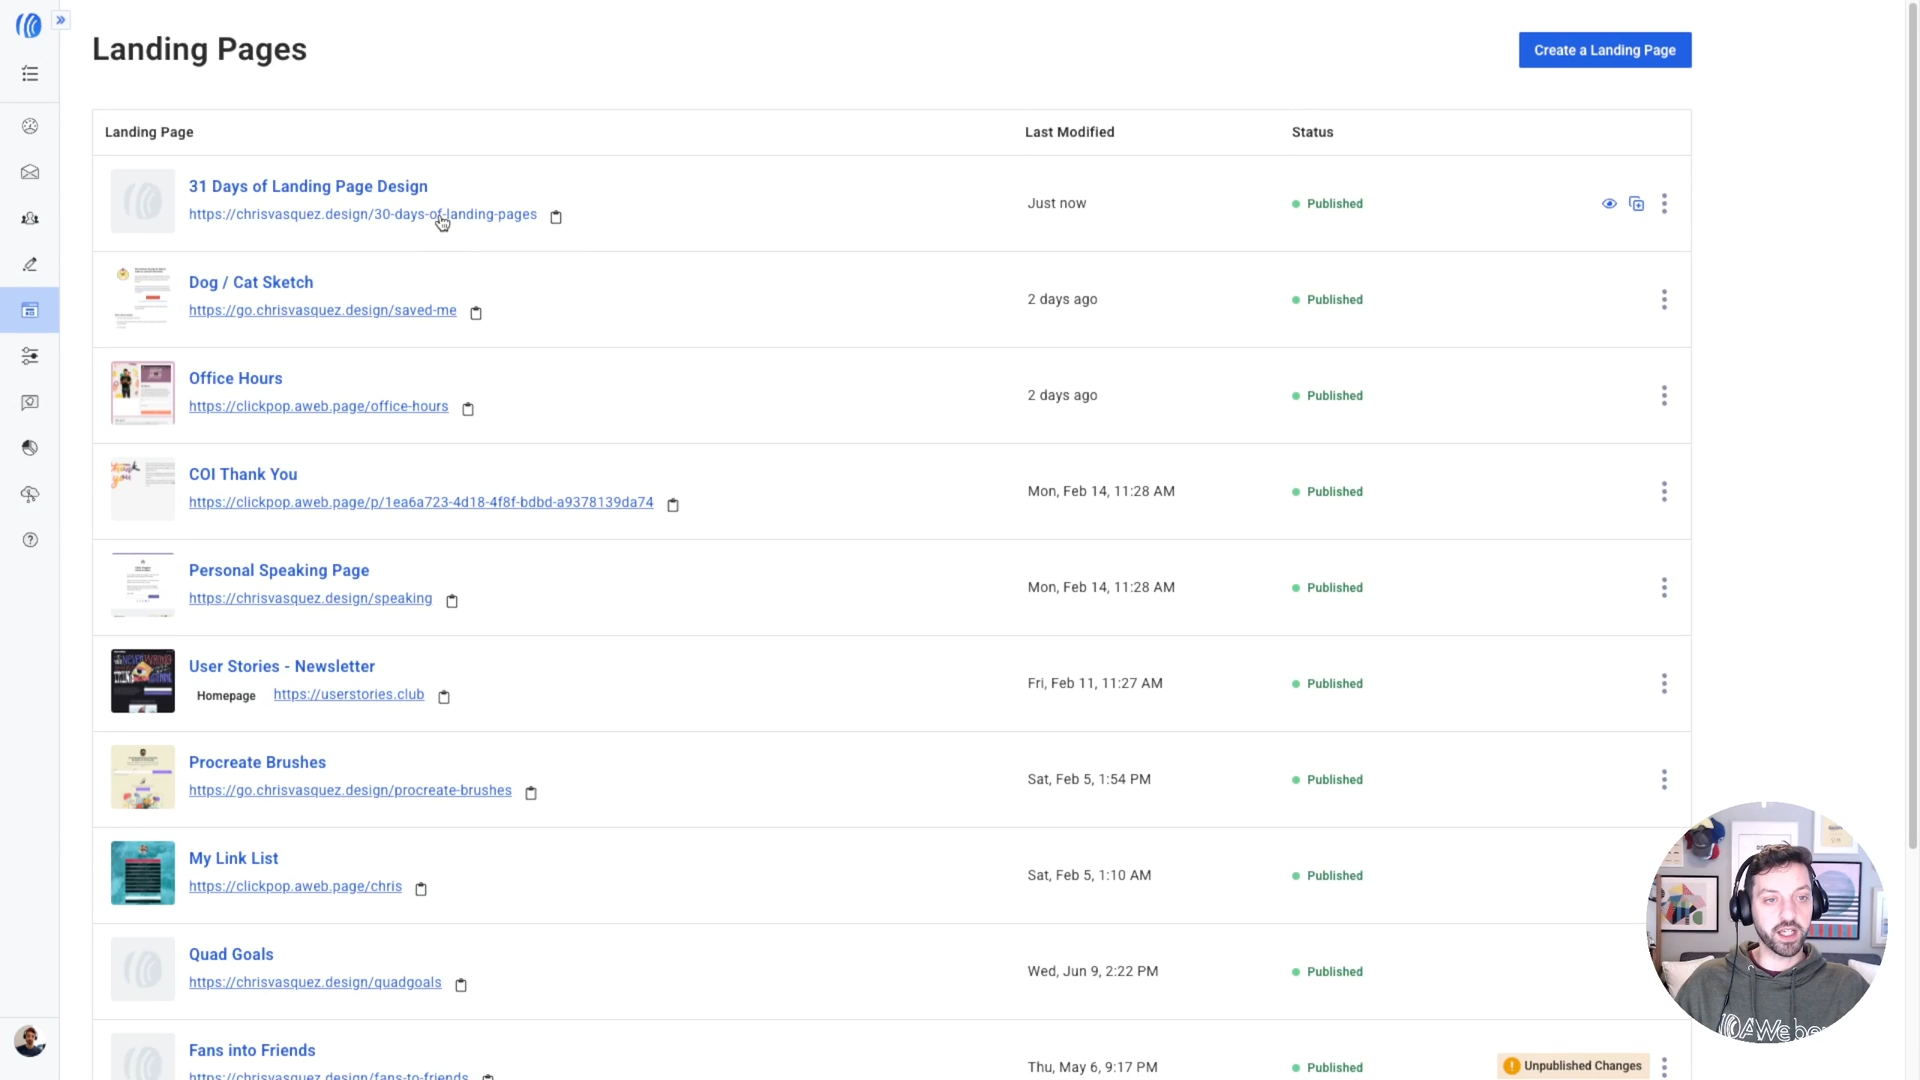 Landing Pages
Create a Landing Page
Landing Page
Last Modified
Status
31 Days of Landing Page Design
https://chrisvasquez.design/30-days-of-landing-pages
Just now
Published
Dog / Cat Sketch
https://go.chrisvasquez.design/saved-me
2 days ago
Published
Office Hours
https://clickpop.aweb.page/office-hours
2 days ago
Published
COI Thank You
https://clickpop.aweb.page/p/1ea6a723-4d18-4f8f-bdbd-a9378139da74
Mon, Feb 14, 11:28 AM
Published
Personal Speaking Page
https://chrisvasquez.design/speaking
Mon, Feb 14, 11:28 AM
Published
User Stories - Newsletter
Homepage https://userstories.club
Fri, Feb 11, 11:27 AM
Published
Procreate Brushes
https://go.chrisvasquez.design/procreate-brushes
Sat, Feb 5, 1:54 PM
Published
My Link List
https://clickpop.aweb.page/chris
Sat, Feb 5, 1:10 AM
Published
Quad Goals
https://chrisvasquez.design/quadgoals
Wed, Jun 9, 2:22 PM
Published
Fans into Friends
https://chrisvasquez.design/fans-to-friends
Thu, May 6, 9:17 PM
Published
Unpublished Changes
AWeber